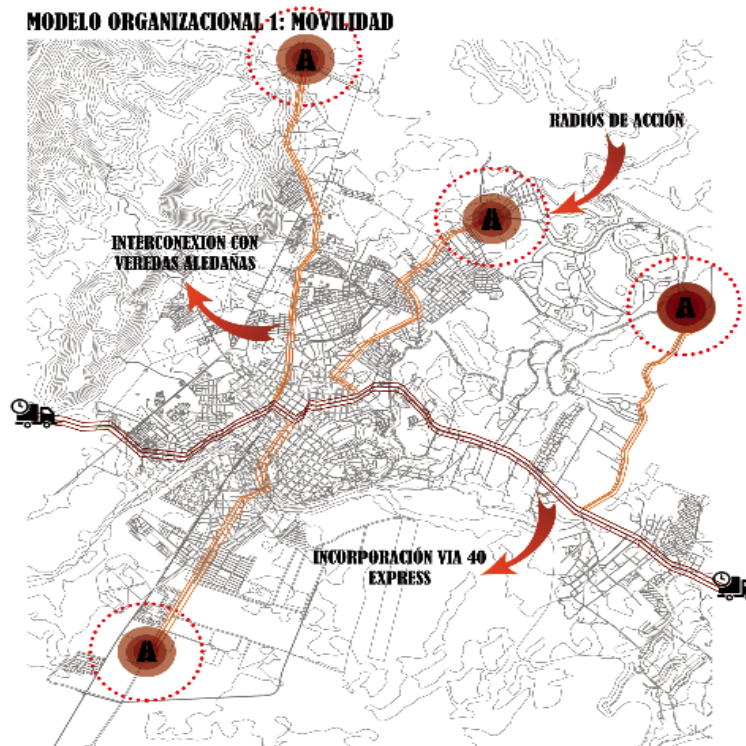 MODELO ORGANIZACIONAL 1: MOVILIDAD
A
RADIOS DE ACCIÓN
A
INTERCONEXION CON
VEREDAS ALEDAÑAS
A
INCORPORACIÓN VIA 40
EXPRESS
A